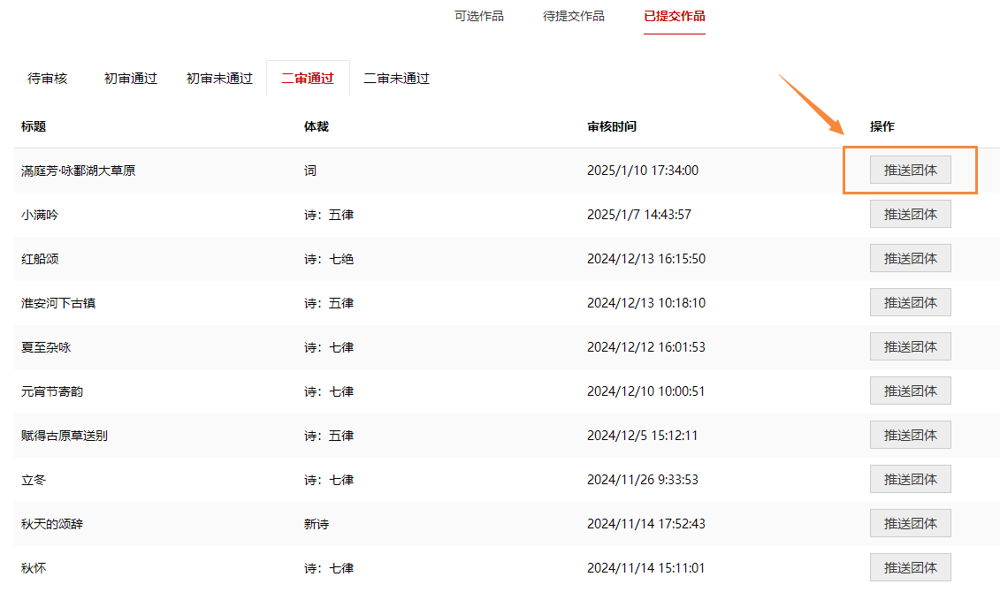 可选作品 待提交作品 已提交作品
待审核 初审通过 初审未通过 二审通过 二审未通过
标题 体裁 审核时间 操作
滿庭芳·咏鄱湖大草原 词 2025/1/10 17:34:00 推送团体
小满吟 诗：五律 2025/1/7 14:43:57 推送团体
红船颂 诗：七绝 2024/12/13 16:15:50 推送团体
淮安河下古镇 诗：五律 2024/12/13 10:18:10 推送团体
夏至杂咏 诗：七律 2024/12/12 16:01:53 推送团体
元宵节寄韵 诗：七律 2024/12/10 10:00:51 推送团体
赋得古原草送别 诗：五律 2024/12/5 15:12:11 推送团体
立冬 诗：七律 2024/11/26 9:33:53 推送团体
秋天的颂辞 新诗 2024/11/14 17:52:43 推送团体
秋怀 诗：七律 2024/11/14 15:11:01 推送团体